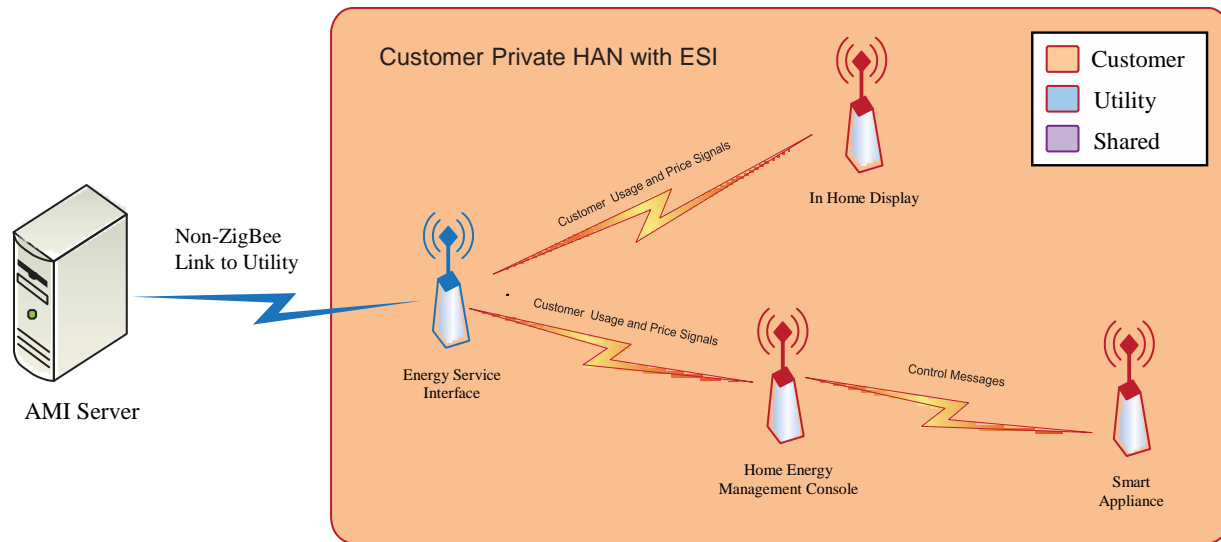 Customer Private HAN with ESI
Customer
Utility
Shared
Customer Usage and Price Signals
In Home Display
Non-ZigBee
Link to Utility
Customer Usage and Price Signals
Energy Service
Interface
AMI Server
Control Messages
Home Energy
Management Console
Smart
Appliance